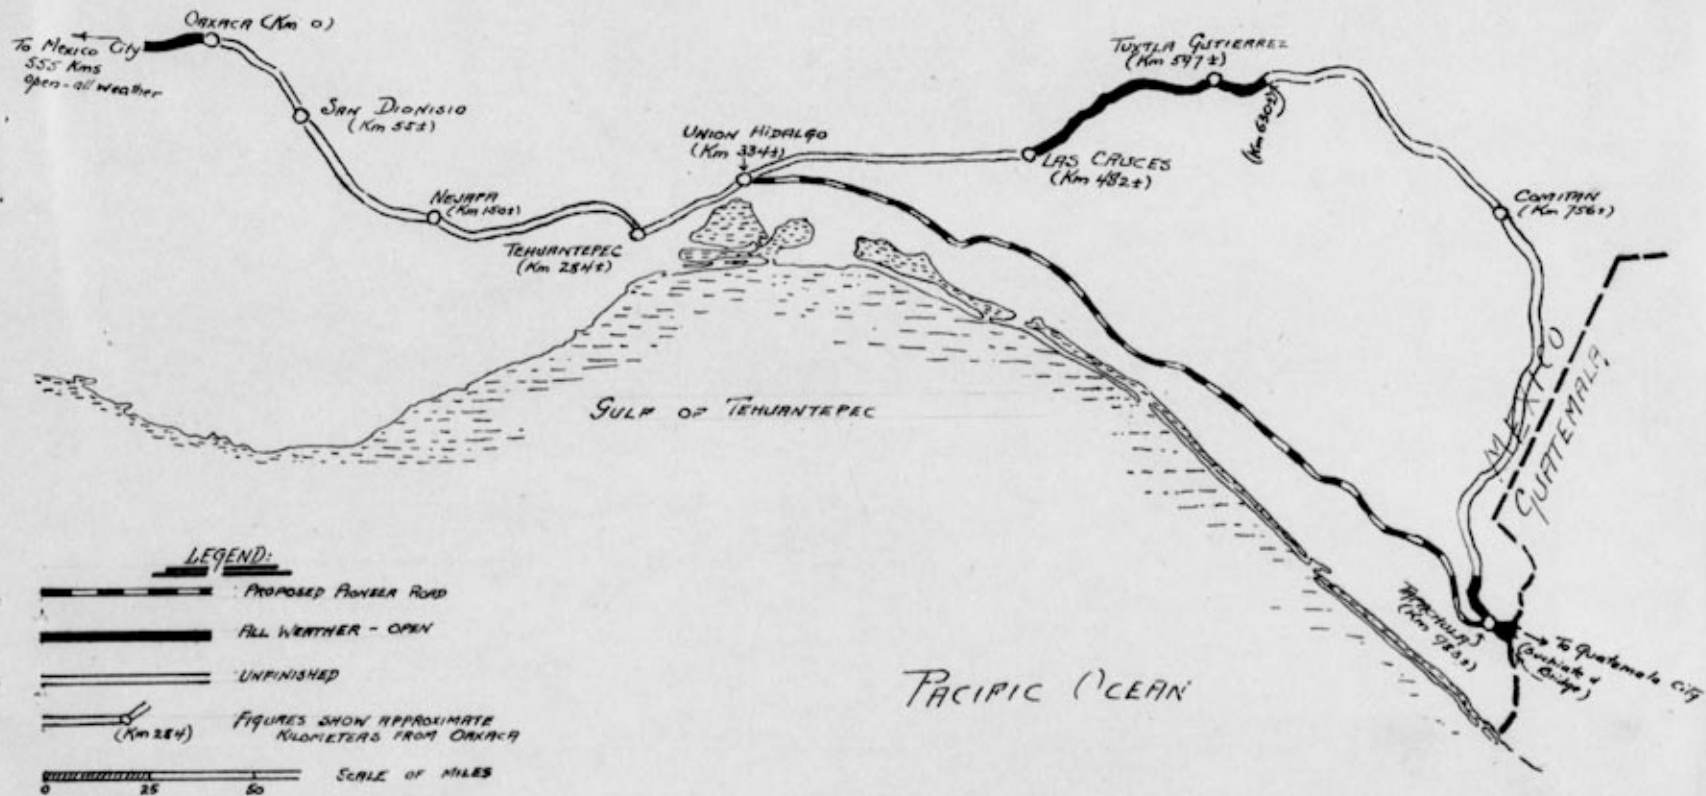 OAXACA (Km 0)
To Mexico City
555 Kms
Open-all weather
SAN DIONISIO
(Km 55±)
NEJAPA
(Km 150±)
TEHUANTEPEC
(Km 284±)
UNION HIDALGO
(Km 334±)
LAS CRUCES
(Km 482±)
TUXTLA GUTIERREZ
(Km 597±)
(Km 630±)
COMITAN
(Km 756±)
MEXICO
GUATEMALA
GULF OF TEHUANTEPEC
TAPACHULA
To Guatemala City
(Suchiate
Bridge)
PACIFIC OCEAN
LEGEND:
PROPOSED PIONEER ROAD
ALL WEATHER - OPEN
UNFINISHED
(Km 284)
FIGURES SHOW APPROXIMATE
KILOMETERS FROM OAXACA
SCALE OF MILES
0 25 50